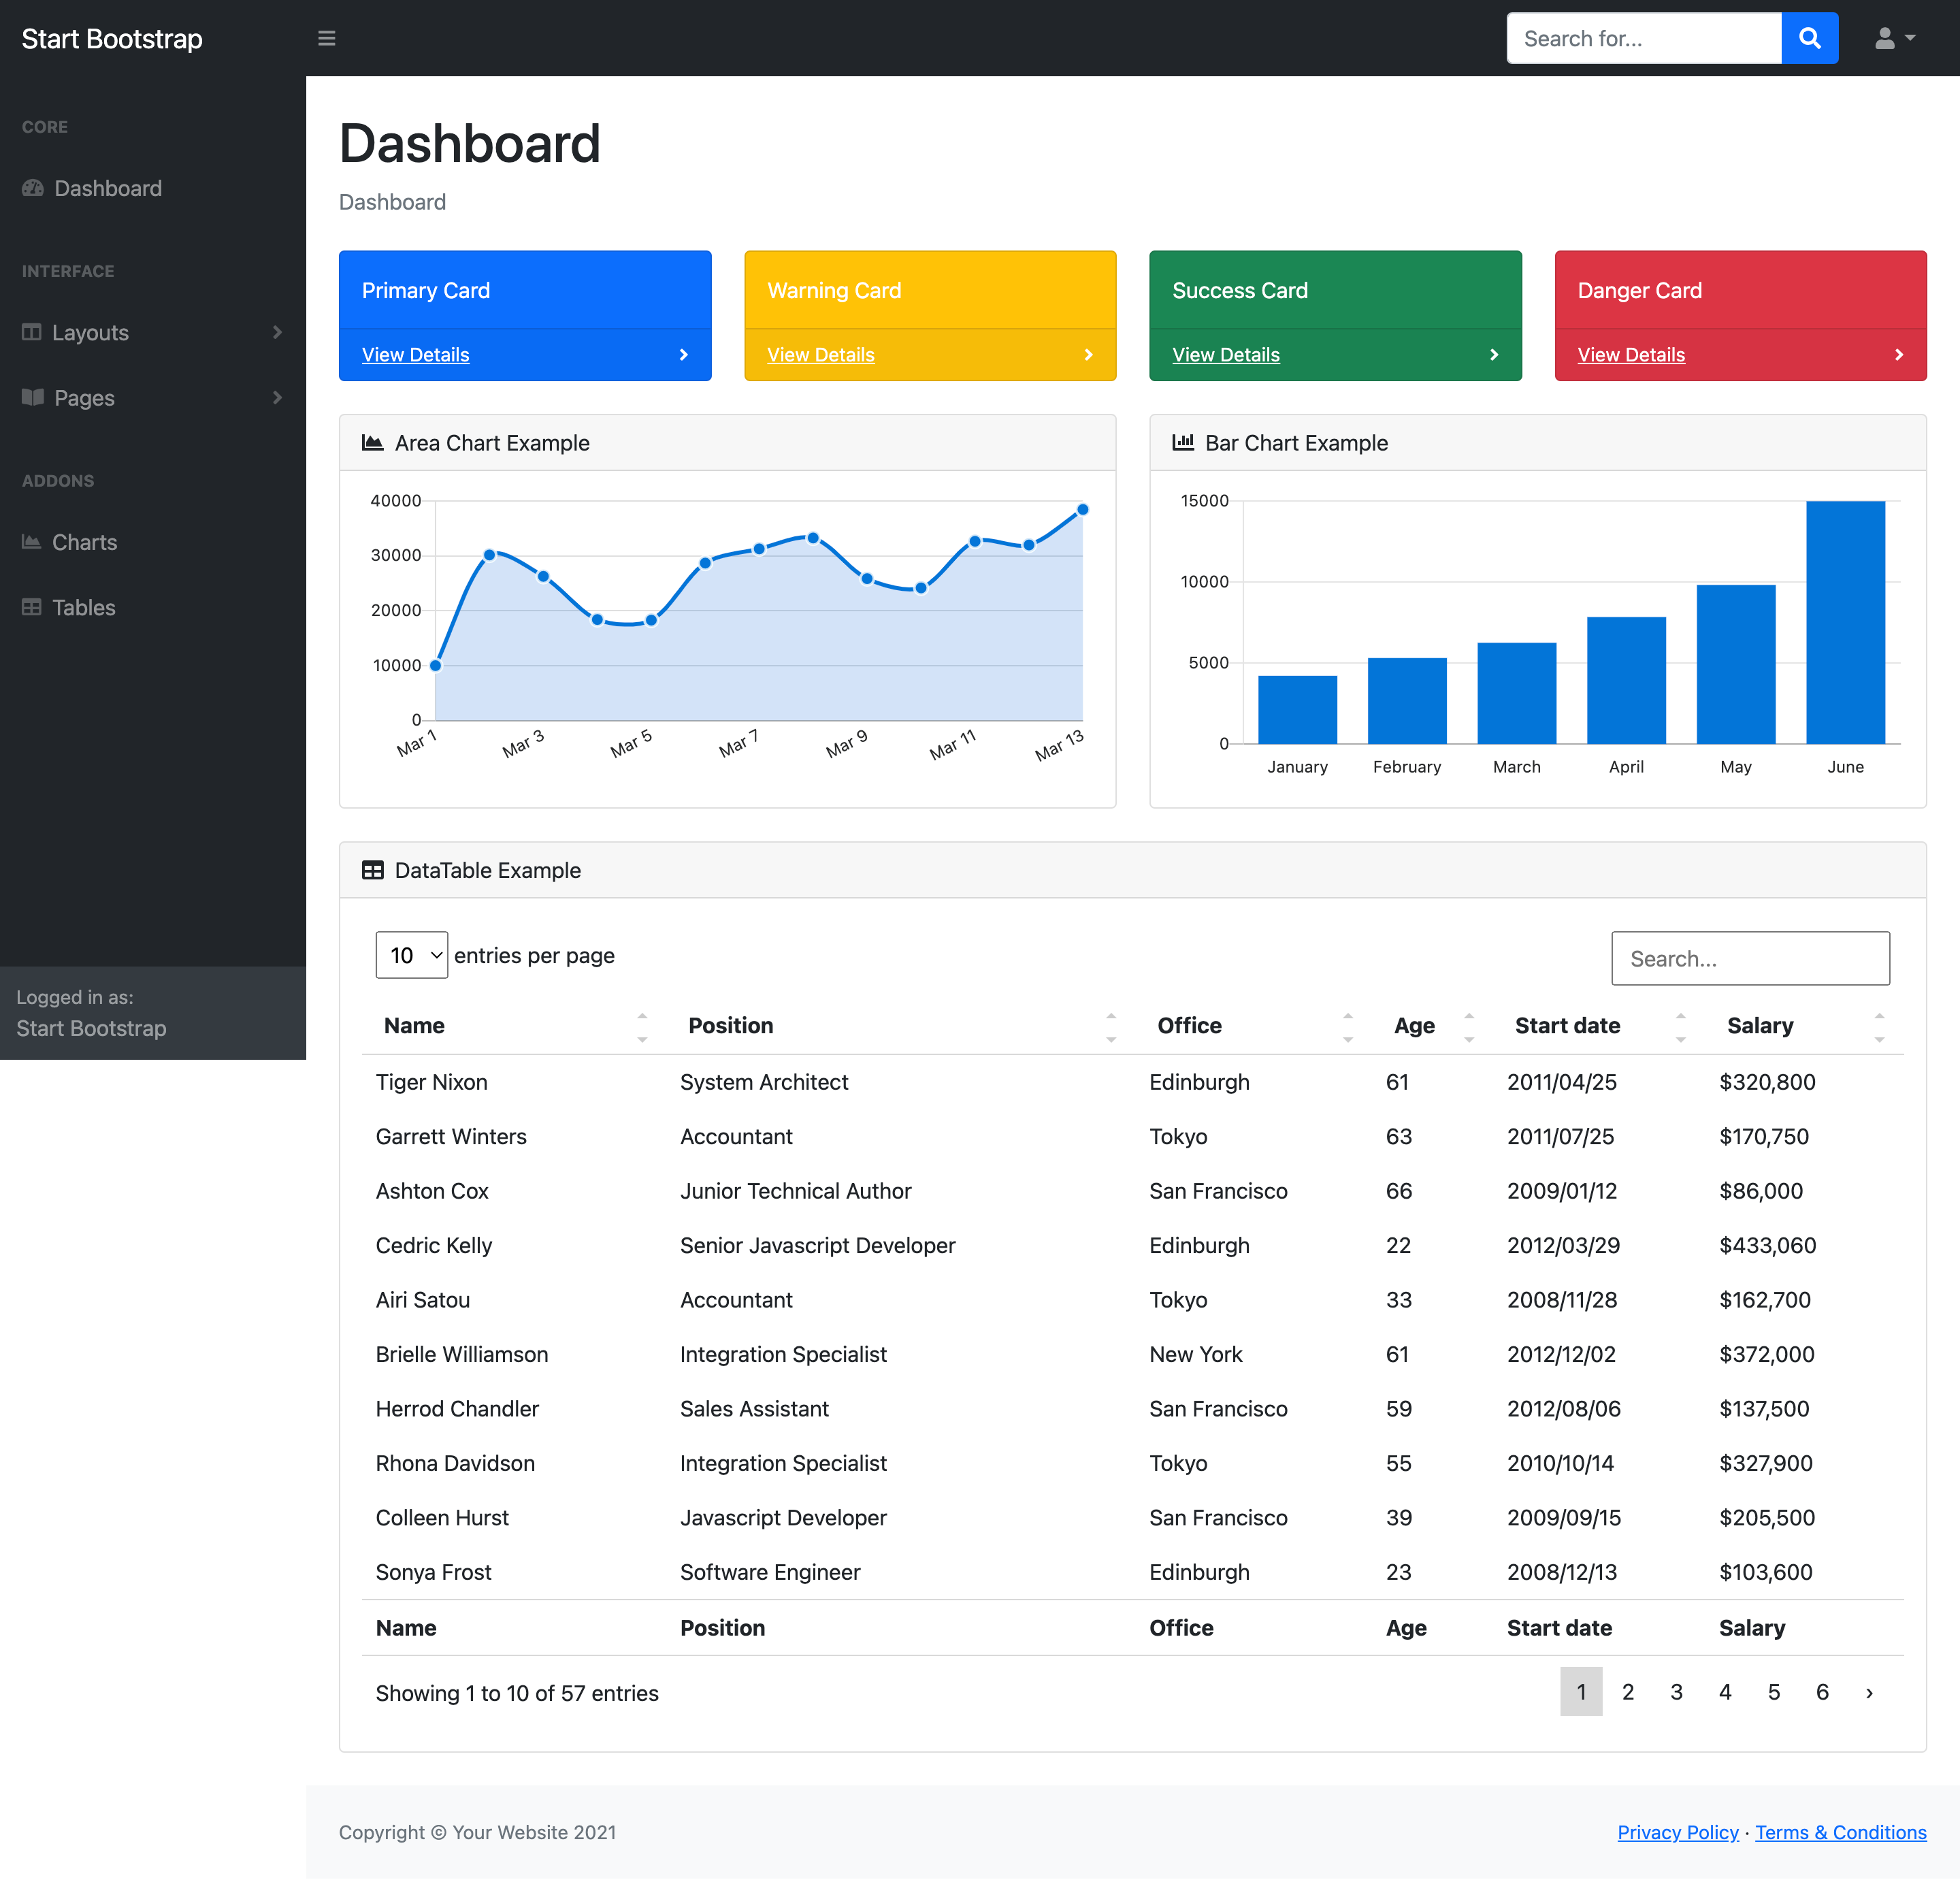 Start Bootstrap
Search for...
CORE
Dashboard
INTERFACE
Layouts
Pages
ADDONS
Charts
Tables
Logged in as:
Start Bootstrap
Dashboard
Dashboard
Primary Card
View Details
Warning Card
View Details
Success Card
View Details
Danger Card
View Details
Area Chart Example
40000
30000
20000
10000
0
Mar 1 Mar 3 Mar 5 Mar 7 Mar 9 Mar 11 Mar 13
Bar Chart Example
15000
10000
5000
0
January February March April May June
DataTable Example
10 entries per page
Search...
Name Position Office Age Start date Salary
Tiger Nixon System Architect Edinburgh 61 2011/04/25 $320,800
Garrett Winters Accountant Tokyo 63 2011/07/25 $170,750
Ashton Cox Junior Technical Author San Francisco 66 2009/01/12 $86,000
Cedric Kelly Senior Javascript Developer Edinburgh 22 2012/03/29 $433,060
Airi Satou Accountant Tokyo 33 2008/11/28 $162,700
Brielle Williamson Integration Specialist New York 61 2012/12/02 $372,000
Herrod Chandler Sales Assistant San Francisco 59 2012/08/06 $137,500
Rhona Davidson Integration Specialist Tokyo 55 2010/10/14 $327,900
Colleen Hurst Javascript Developer San Francisco 39 2009/09/15 $205,500
Sonya Frost Software Engineer Edinburgh 23 2008/12/13 $103,600
Name Position Office Age Start date Salary
Showing 1 to 10 of 57 entries
1 2 3 4 5 6 ›
Copyright © Your Website 2021
Privacy Policy · Terms & Conditions